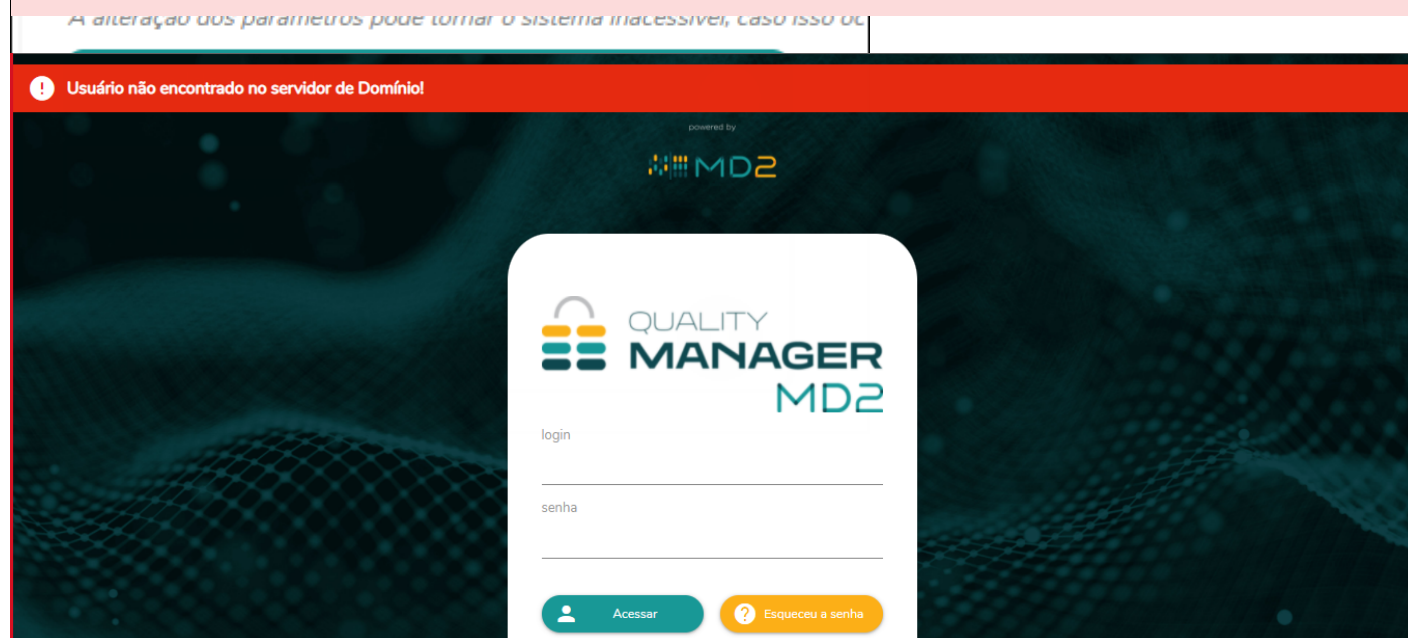 A alteração dos parâmetros pode tornar o sistema inacessível, caso isso oc
Usuário não encontrado no servidor de Domínio!
powered by
MD2
QUALITY
MANAGER
MD2
login
senha
Acessar
Esqueceu a senha